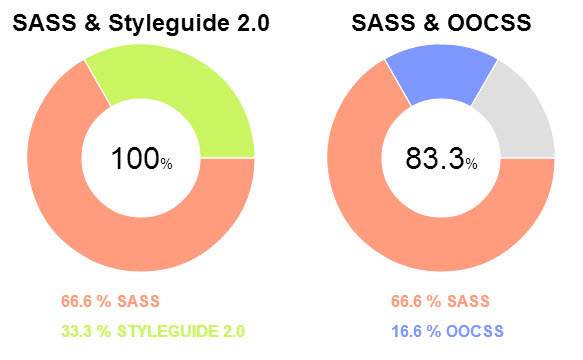 SASS & Styleguide 2.0
100%
66.6 % SASS
33.3 % STYLEGUIDE 2.0
SASS & OOCSS
83.3%
66.6 % SASS
16.6 % OOCSS